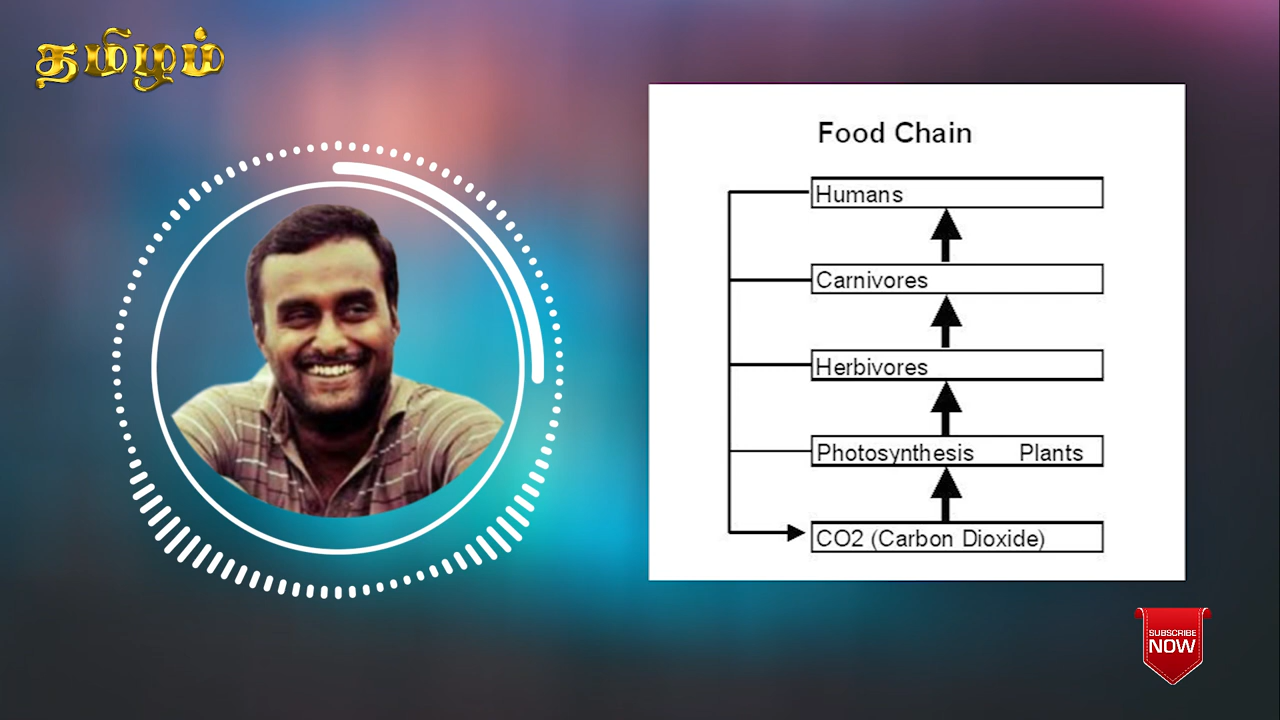 தமிழம்
Food Chain
Humans
Carnivores
Herbivores
Photosynthesis Plants
CO2 (Carbon Dioxide)
SUBSCRIBE
NOW